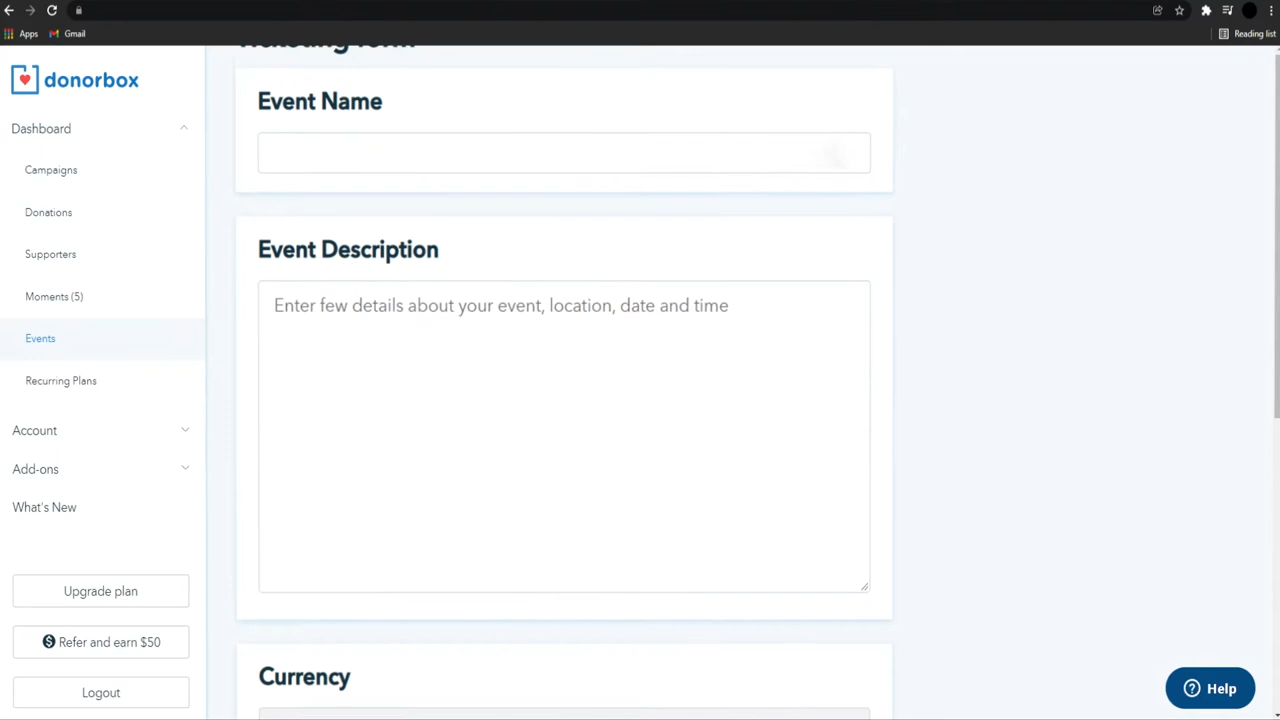 Apps
Gmail
Reading list
donorbox
Dashboard
Campaigns
Donations
Supporters
Moments (5)
Events
Recurring Plans
Account
Add-ons
What's New
Upgrade plan
Refer and earn $50
Logout
Event Name
Event Description
Enter few details about your event, location, date and time
Currency
Help